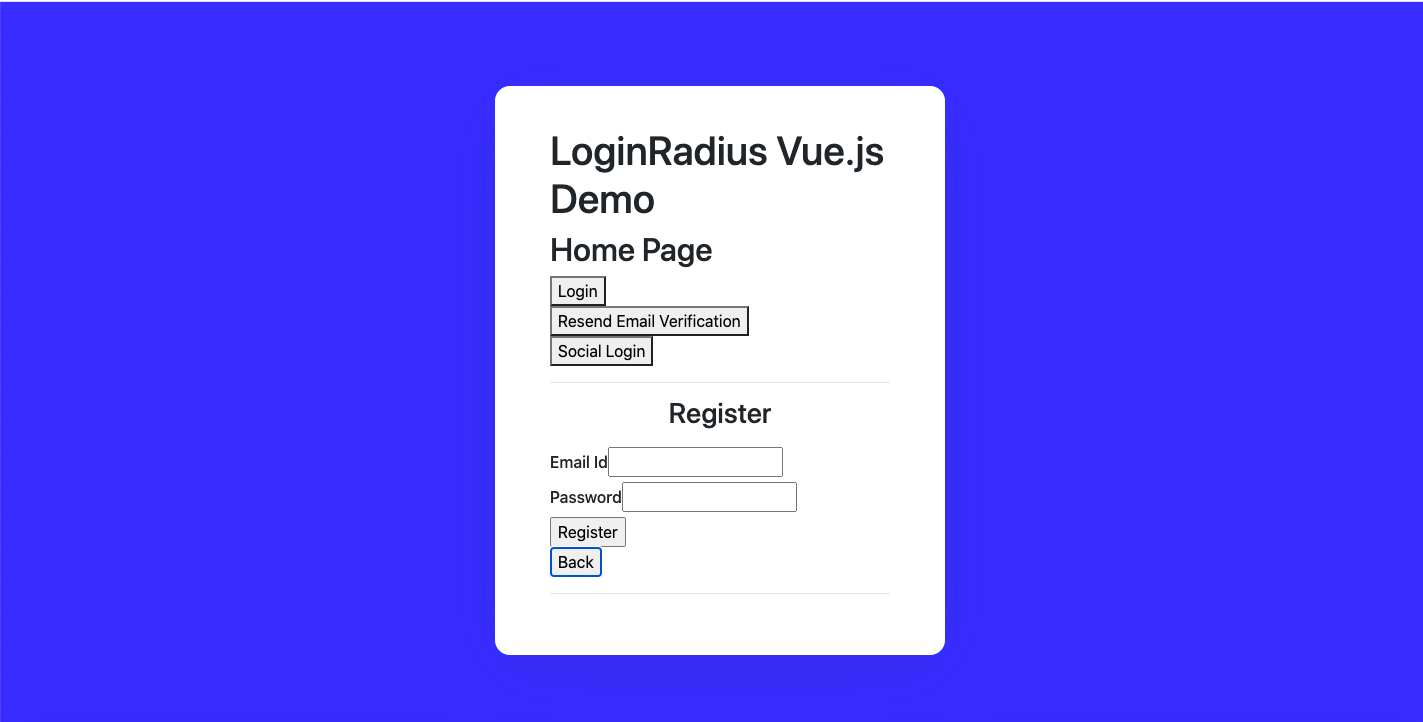 LoginRadius Vue.js
Demo
Home Page
Login
Resend Email Verification
Social Login
Register
Email Id
Password
Register
Back